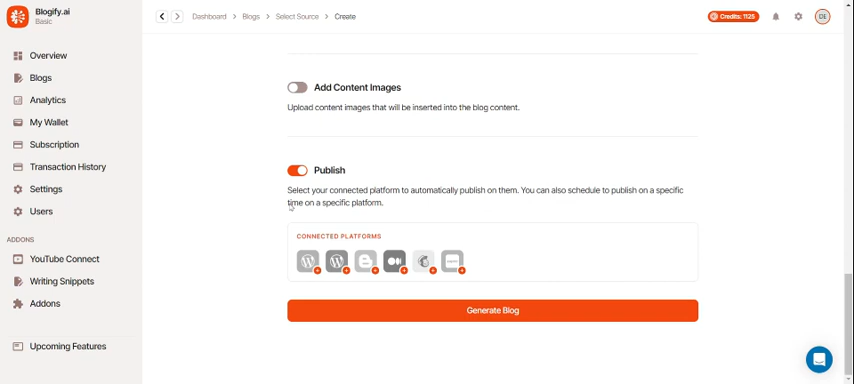 Blogify.ai
Basic
Dashboard > Blogs > Select Source > Create
Credits: 1125
DE
Overview
Blogs
Analytics
My Wallet
Subscription
Transaction History
Settings
Users
ADDONS
YouTube Connect
Writing Snippets
Addons
Upcoming Features
Add Content Images
Upload content images that will be inserted into the blog content.
Publish
Select your connected platform to automatically publish on them. You can also schedule to publish on a specific
time on a specific platform.
CONNECTED PLATFORMS
Generate Blog